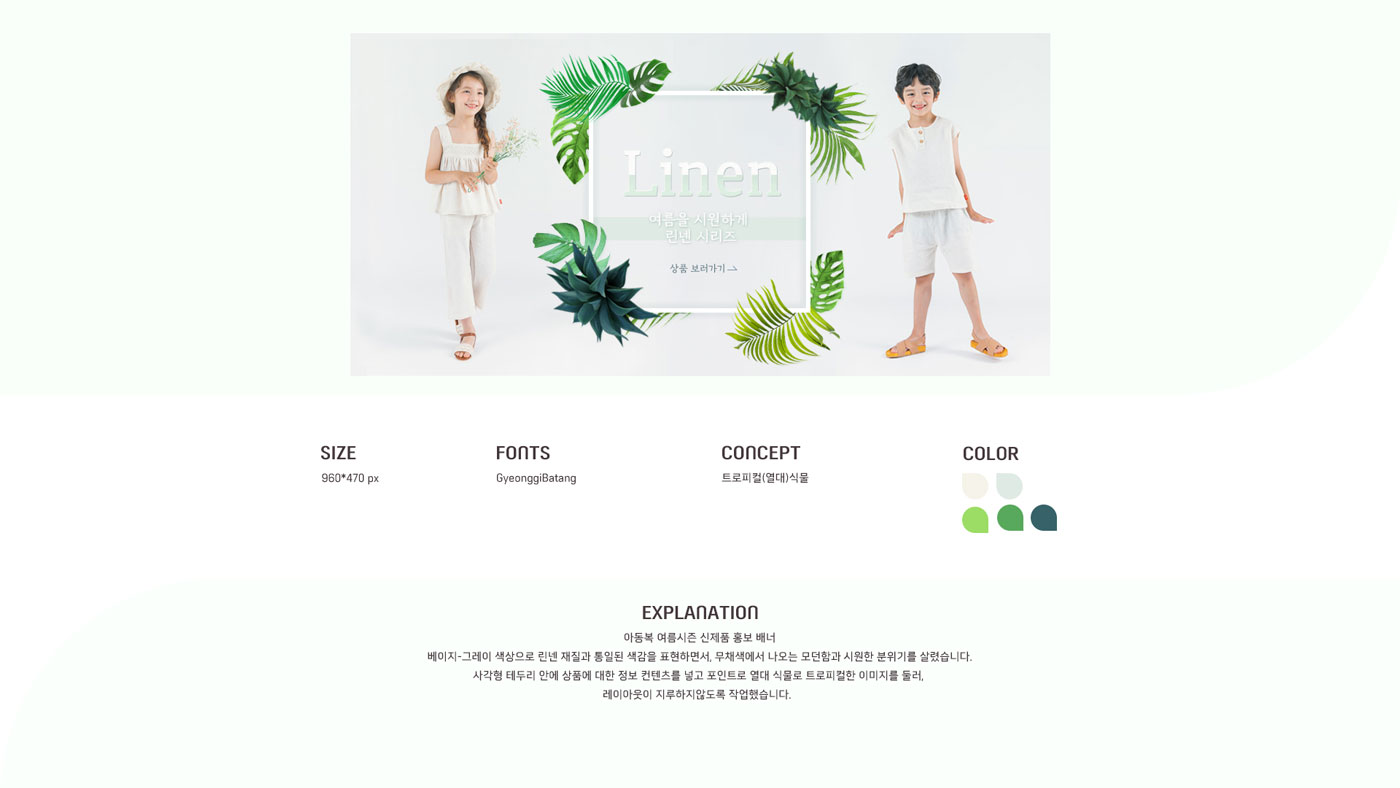 Linen
여름을 시원하게
린넨 시리즈
상품 보러가기
SIZE
960*470 px
FONTS
GyeonggiBatang
CONCEPT
트로피컬(열대)식물
COLOR
EXPLANATION
아동복 여름시즌 신제품 홍보 배너
베이지-그레이 색상으로 린넨 재질과 통일된 색감을 표현하면서, 무채색에서 나오는 모던함과 시원한 분위기를 살렸습니다.
사각형 테두리 안에 상품에 대한 정보 컨텐츠를 넣고 포인트로 열대 식물로 트로피컬한 이미지를 둘러,
레이아웃이 지루하지않도록 작업했습니다.